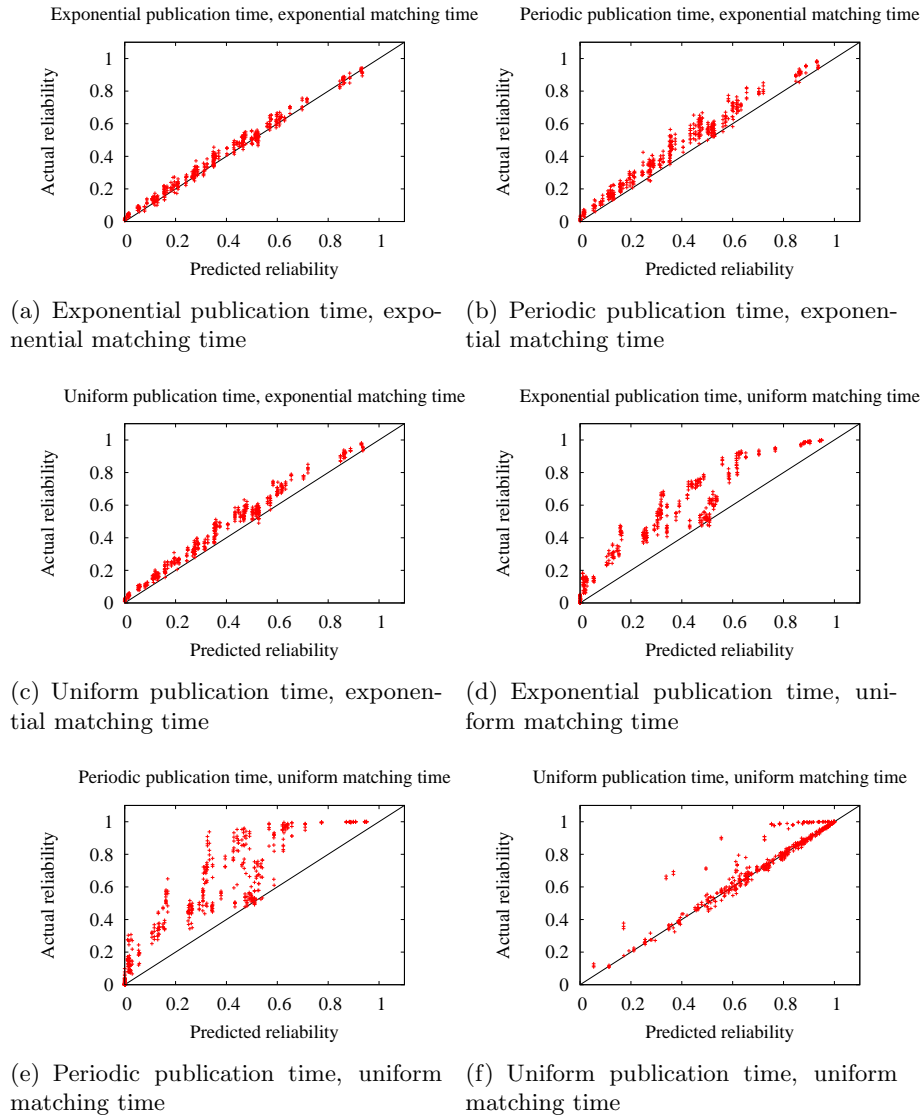 Exponential publication time, exponential matching time
1
0.8
0.6
0.4
0.2
0
Actual reliability
0 0.2 0.4 0.6 0.8 1
Predicted reliability
(a) Exponential publication time, expo-
nential matching time
Periodic publication time, exponential matching time
1
0.8
0.6
0.4
0.2
0
Actual reliability
0 0.2 0.4 0.6 0.8 1
Predicted reliability
(b) Periodic publication time, exponen-
tial matching time
Uniform publication time, exponential matching time
1
0.8
0.6
0.4
0.2
0
Actual reliability
0 0.2 0.4 0.6 0.8 1
Predicted reliability
(c) Uniform publication time, exponen-
tial matching time
Exponential publication time, uniform matching time
1
0.8
0.6
0.4
0.2
0
Actual reliability
0 0.2 0.4 0.6 0.8 1
Predicted reliability
(d) Exponential publication time, uni-
form matching time
Periodic publication time, uniform matching time
1
0.8
0.6
0.4
0.2
0
Actual reliability
0 0.2 0.4 0.6 0.8 1
Predicted reliability
(e) Periodic publication time, uniform
matching time
Uniform publication time, uniform matching time
1
0.8
0.6
0.4
0.2
0
Actual reliability
0 0.2 0.4 0.6 0.8 1
Predicted reliability
(f) Uniform publication time, uniform
matching time